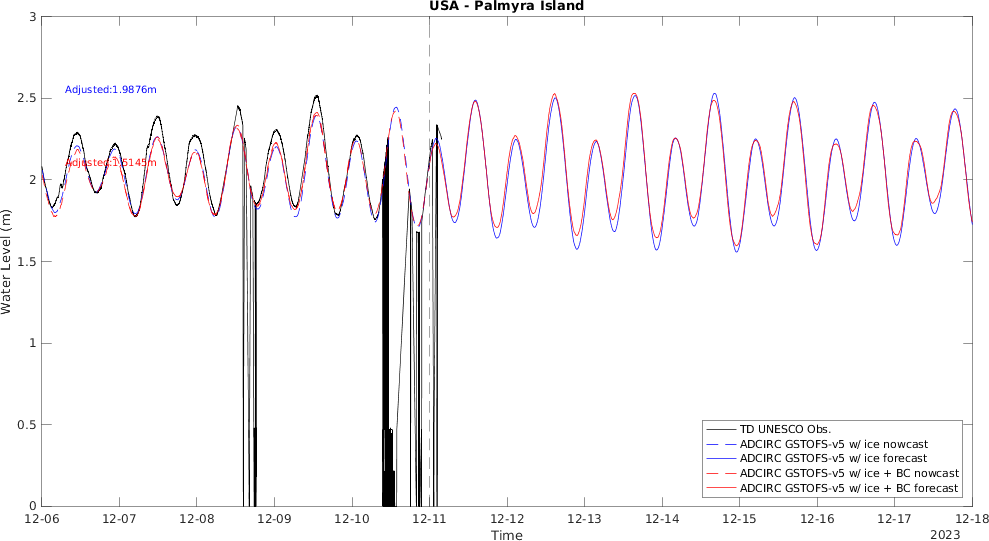 USA - Palmyra Island
3
2.5
2
1.5
1
0.5
0
Water Level (m)
Adjusted:1.9876m
Adjusted:1.5145m
TD UNESCO Obs.
ADCIRC GSTOFS-v5 w/ ice nowcast
ADCIRC GSTOFS-v5 w/ ice forecast
ADCIRC GSTOFS-v5 w/ ice + BC nowcast
ADCIRC GSTOFS-v5 w/ ice + BC forecast
12-06 12-07 12-08 12-09 12-10 12-11 12-12 12-13 12-14 12-15 12-16 12-17 12-18
Time
2023